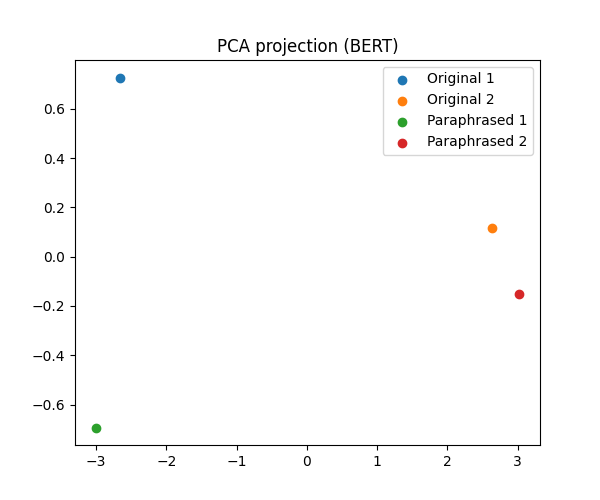 PCA projection (BERT)
Original 1
Original 2
Paraphrased 1
Paraphrased 2
0.6
0.4
0.2
0.0
−0.2
−0.4
−0.6
−3 −2 −1 0 1 2 3